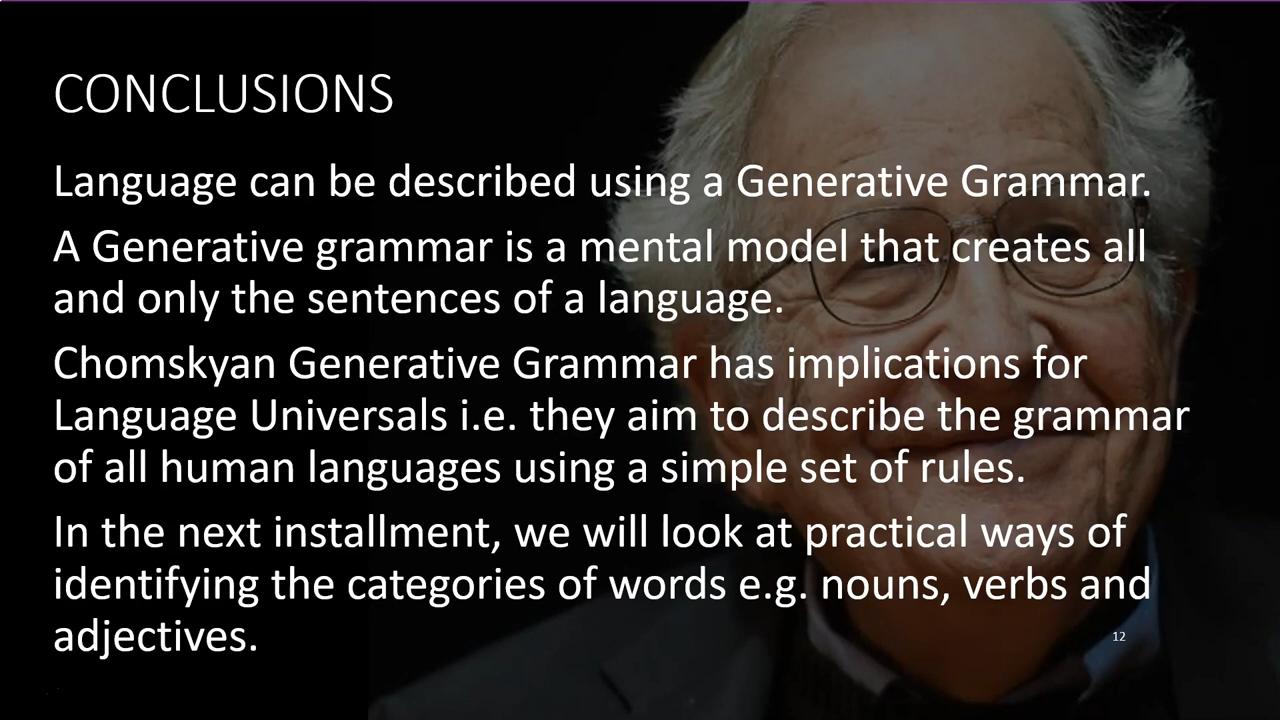 CONCLUSIONS
Language can be described using a Generative Grammar.
A Generative grammar is a mental model that creates all
and only the sentences of a language.
Chomskyan Generative Grammar has implications for
Language Universals i.e. they aim to describe the grammar
of all human languages using a simple set of rules.
In the next installment, we will look at practical ways of
identifying the categories of words e.g. nouns, verbs and
adjectives.
12